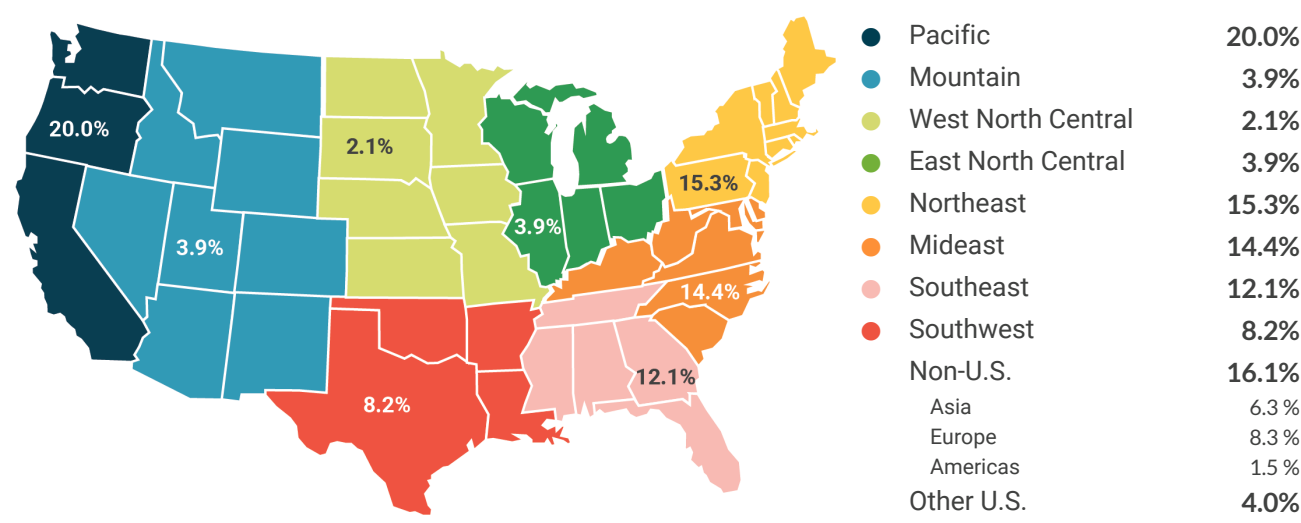 20.0%
2.1%
15.3%
3.9%
3.9%
14.4%
12.1%
8.2%
Pacific 20.0%
Mountain 3.9%
West North Central 2.1%
East North Central 3.9%
Northeast 15.3%
Mideast 14.4%
Southeast 12.1%
Southwest 8.2%
Non-U.S. 16.1%
Asia 6.3 %
Europe 8.3 %
Americas 1.5 %
Other U.S. 4.0%